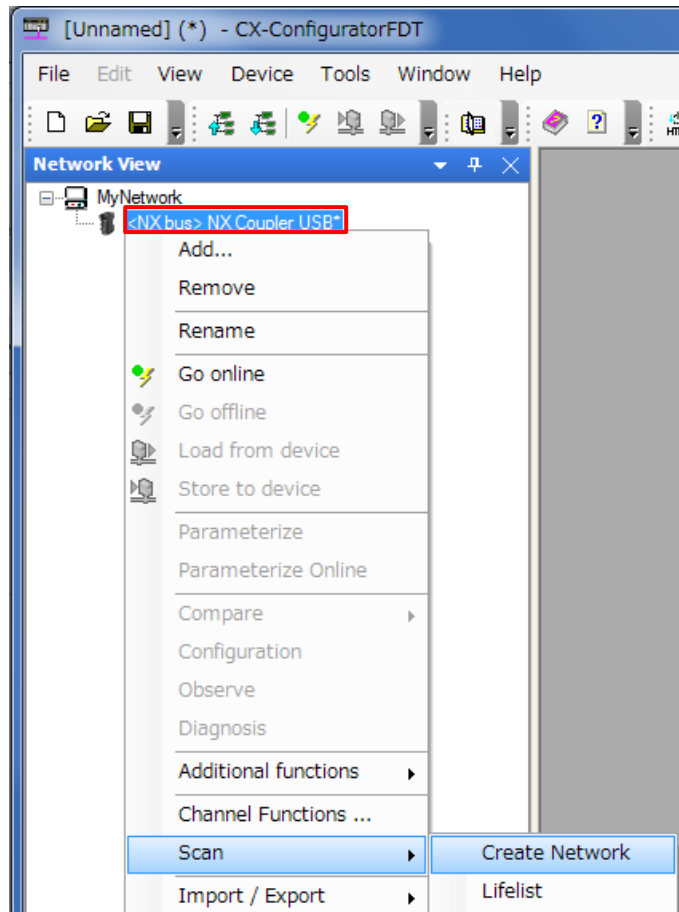 [Unnamed] (*) - CX-ConfiguratorFDT
File Edit View Device Tools Window Help
Network View
MyNetwork
<NX bus> NX Coupler USB*
Add...
Remove
Rename
Go online
Go offline
Load from device
Store to device
Parameterize
Parameterize Online
Compare
Configuration
Observe
Diagnosis
Additional functions
Channel Functions ...
Scan
Create Network
Import / Export
Lifelist